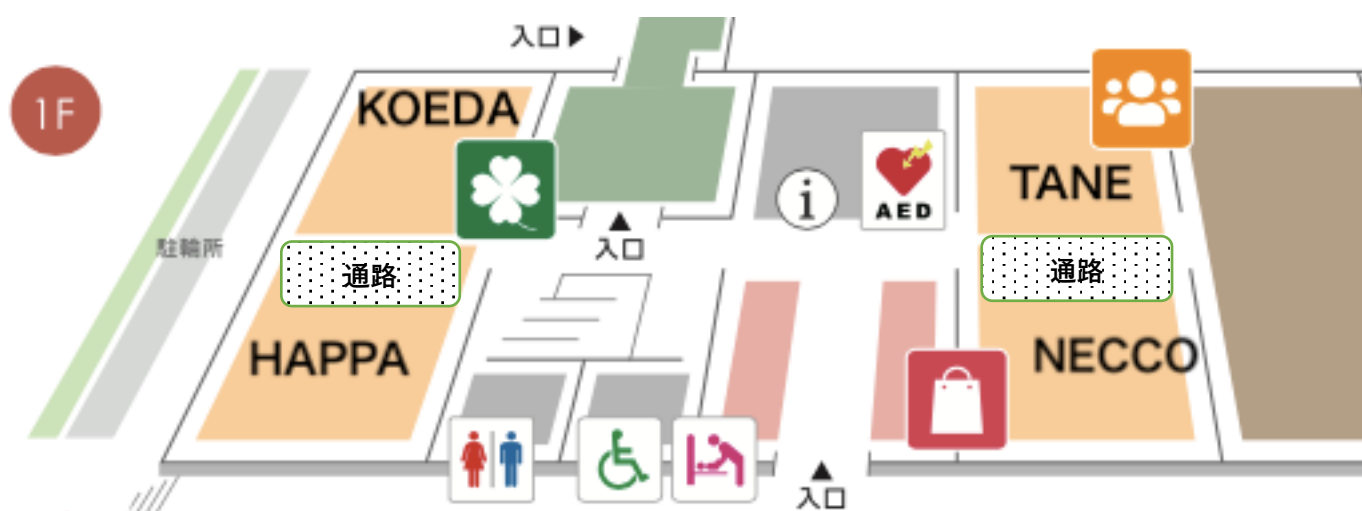 入口▶
1F
KOEDA
TANE
i
AED
▲
入口
駐輪所
通路
通路
HAPPA
NECCO
▲
入口